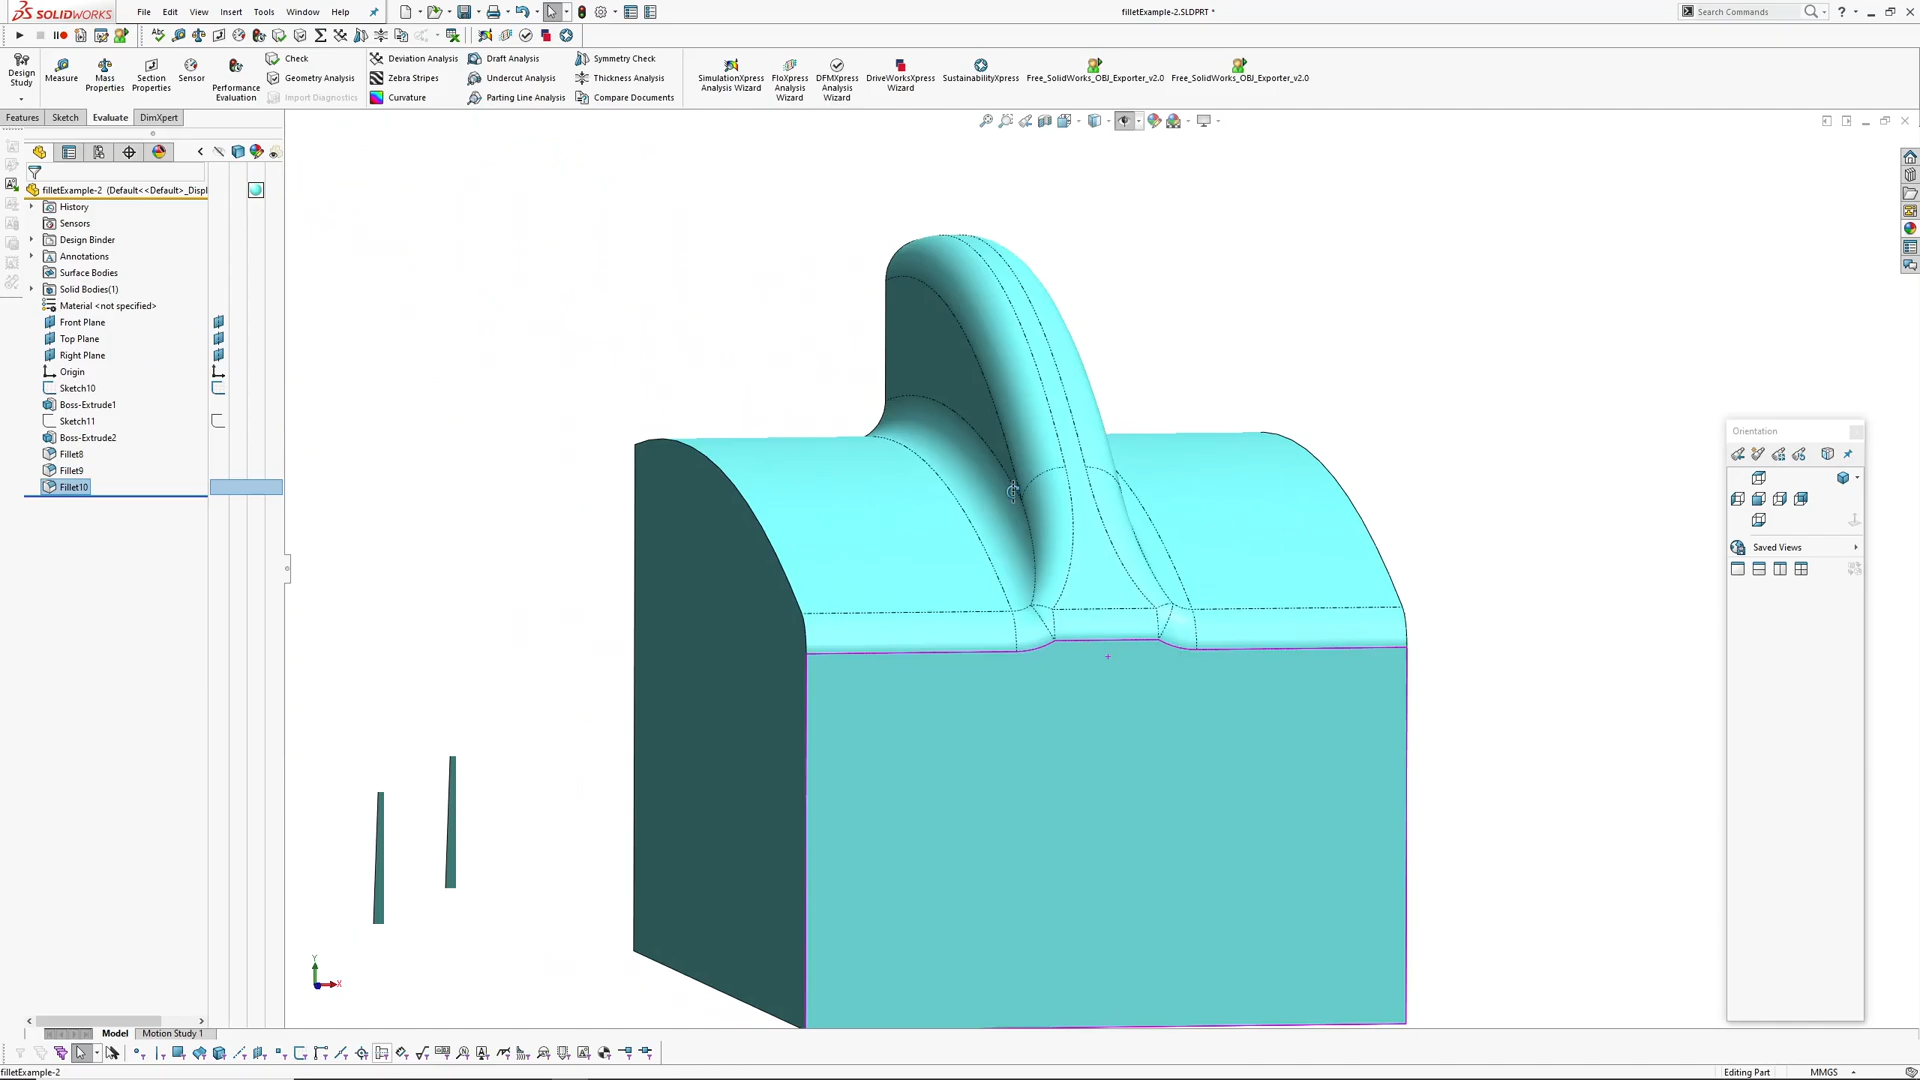 SOLIDWORKS
File Edit View Insert Tools Window Help
filletExample-2.SLDPRT *
Search Commands
Design Study
Measure
Mass Properties
Section Properties
Sensor
Performance Evaluation
Check
Geometry Analysis
Import Diagnostics
Deviation Analysis
Zebra Stripes
Curvature
Draft Analysis
Undercut Analysis
Parting Line Analysis
Symmetry Check
Thickness Analysis
Compare Documents
SimulationXpress Analysis Wizard
FloXpress Analysis Wizard
DFMXpress Analysis Wizard
DriveWorksXpress Wizard
SustainabilityXpress
Free_SolidWorks_OBJ_Exporter_v2.0
Free_SolidWorks_OBJ_Exporter_v2.0
Features Sketch Evaluate DimXpert
filletExample-2 (Default<<Default>_Displ
History
Sensors
Design Binder
Annotations
Surface Bodies
Solid Bodies(1)
Material <not specified>
Front Plane
Top Plane
Right Plane
Origin
Sketch10
Boss-Extrude1
Sketch11
Boss-Extrude2
Fillet8
Fillet9
Fillet10
Orientation
Saved Views
Y
X
Model Motion Study 1
filletExample-2
Editing Part
MMGS